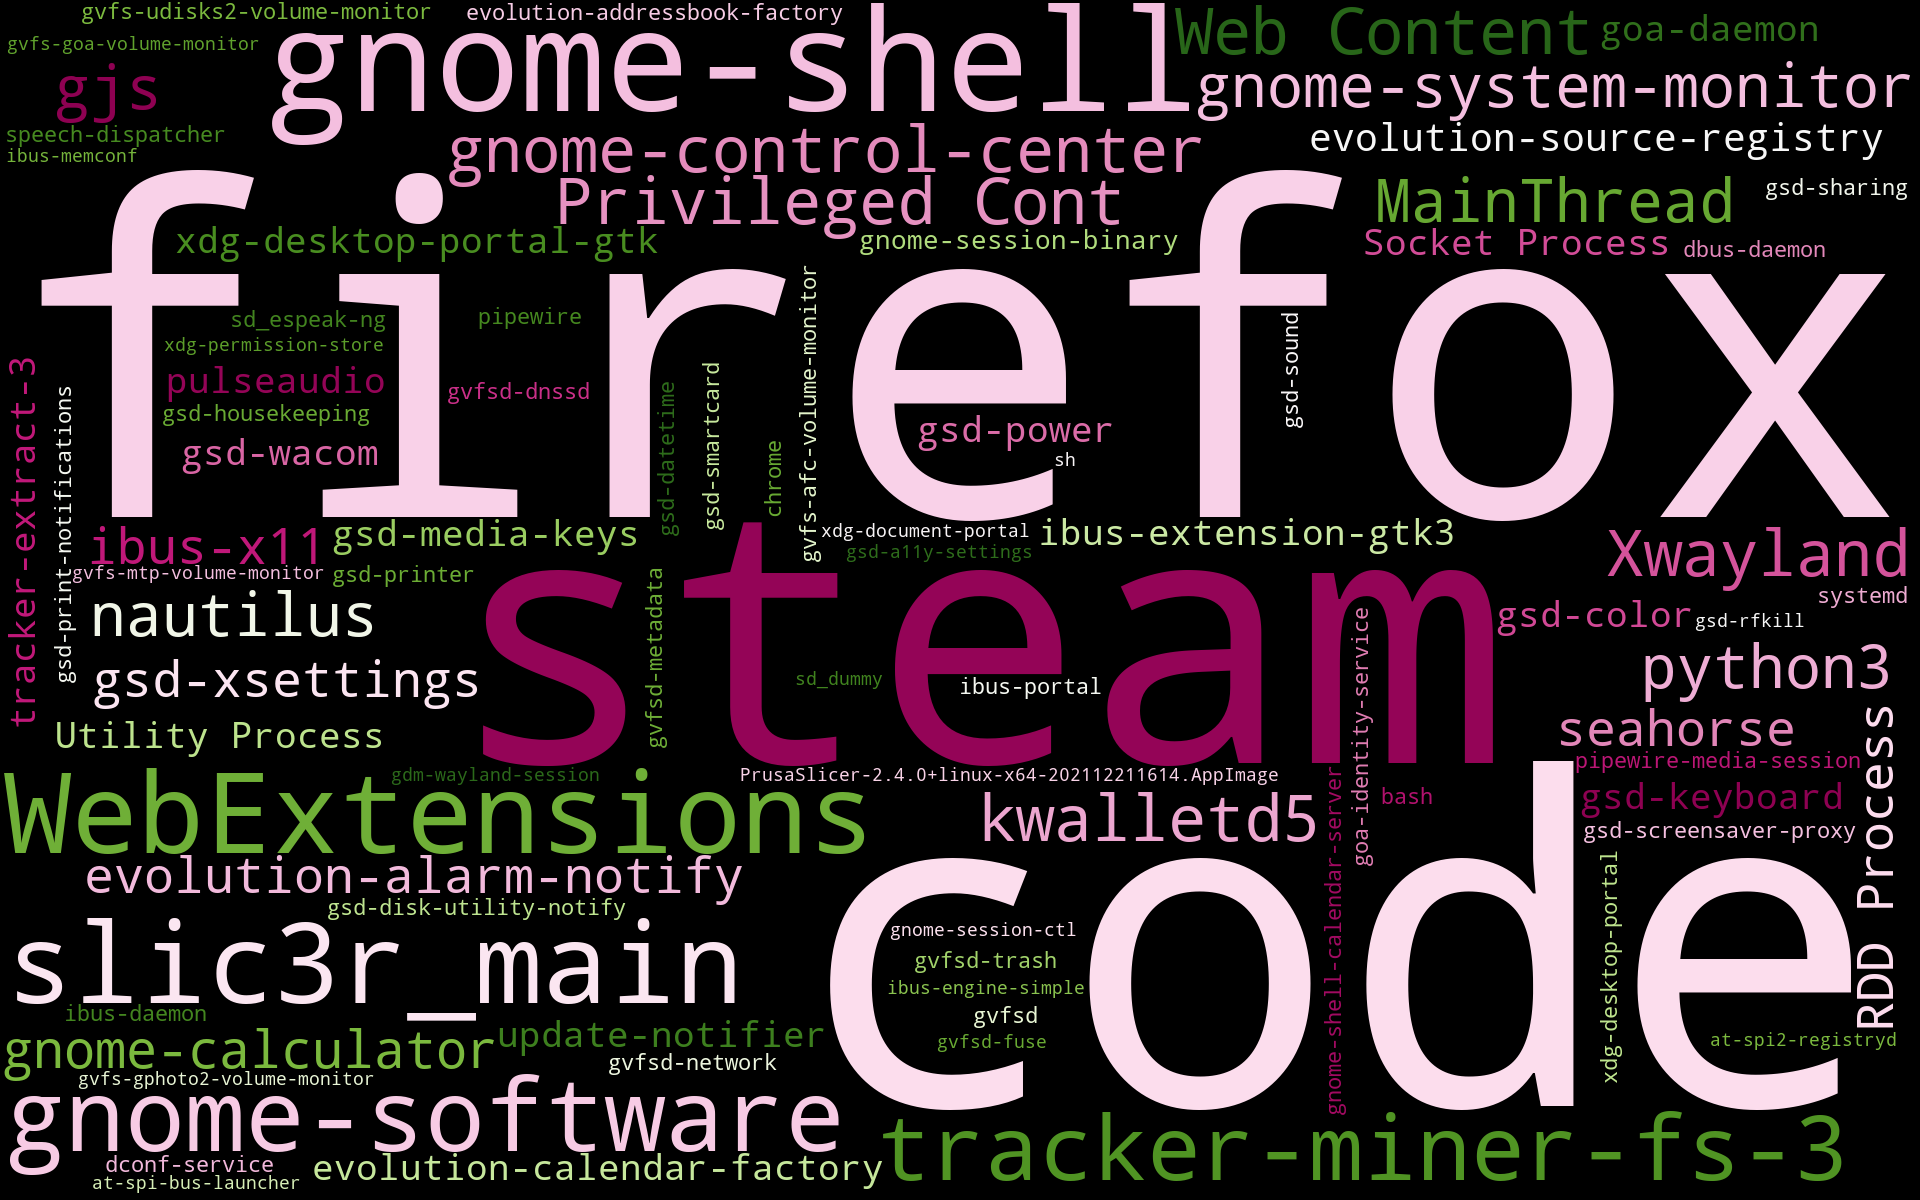 gvfs-udisks2-volume-monitor
evolution-addressbook-factory
gnome-shell
Web Content
goa-daemon
gvfs-goa-volume-monitor
gjs
gnome-system-monitor
speech-dispatcher
ibus-memconf
gnome-control-center
evolution-source-registry
Privileged Cont
MainThread
gsd-sharing
firefox
xdg-desktop-portal-gtk
gnome-session-binary
Socket Process
dbus-daemon
sd_espeak-ng
pipewire
xdg-permission-store
pulseaudio
gvfsd-dnssd
gsd-housekeeping
gsd-wacom
tracker-extract-3
gsd-print-notifications
gsd-datetime
gsd-smartcard
chrome
gvfs-afc-volume-monitor
gsd-power
sh
gsd-sound
ibus-x11
gsd-media-keys
xdg-document-portal
gsd-a11y-settings
ibus-extension-gtk3
Xwayland
gvfs-mtp-volume-monitor
gsd-printer
steam
nautilus
gvfsd-metadata
systemd
gsd-color
gsd-rfkill
gsd-xsettings
sd_dummy
ibus-portal
goa-identity-service
python3
Utility Process
seahorse
RDD Process
gdm-wayland-session
PrusaSlicer-2.4.0+linux-x64-202112211614.AppImage
pipewire-media-session
WebExtensions
kwalletd5
gnome-shell-calendar-server
bash
gsd-keyboard
gsd-screensaver-proxy
evolution-alarm-notify
code
gsd-disk-utility-notify
slic3r_main
gnome-session-ctl
gvfsd-trash
ibus-engine-simple
gvfsd
gvfsd-fuse
xdg-desktop-portal
at-spi2-registryd
ibus-daemon
gnome-calculator
update-notifier
gvfsd-network
gvfs-gphoto2-volume-monitor
gnome-software
tracker-miner-fs-3
dconf-service
evolution-calendar-factory
at-spi-bus-launcher